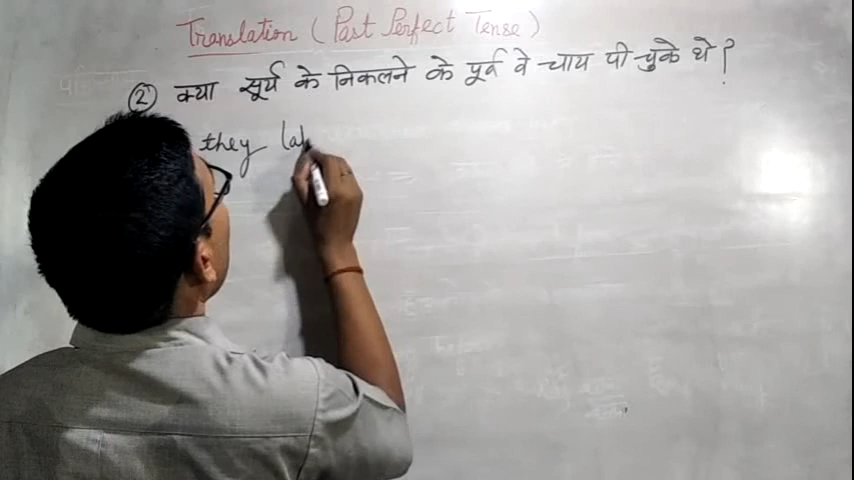 Translation (Past Perfect Tense)
② क्या सूर्य के निकलने के पूर्व वे चाय पी चुके थे?
they